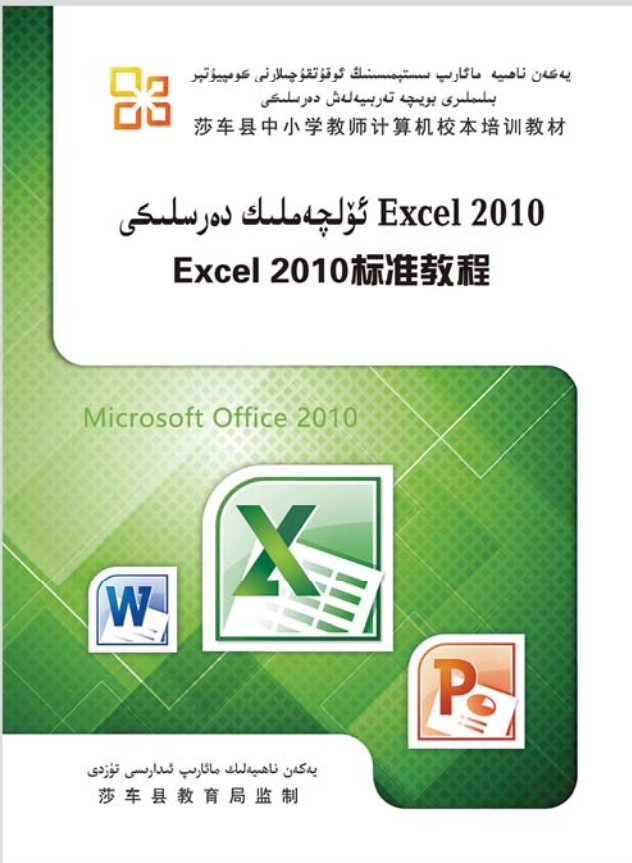 يەكەن ناھىيە مائارىپ سىستېمىسىنىڭ ئوقۇتقۇچىلارنى كومپيۇتېر
بىلىملىرى بويىچە تەربىيەلەش دەرسلىكى
莎车县中小学教师计算机校本培训教材
Excel 2010 ئۆلچەملىك دەرسلىكى
Excel 2010标准教程
Microsoft Office 2010
X
W
P
يەكەن ناھىيەلىك مائارىپ ئىدارىسى تۈزدى
莎车县教育局监制